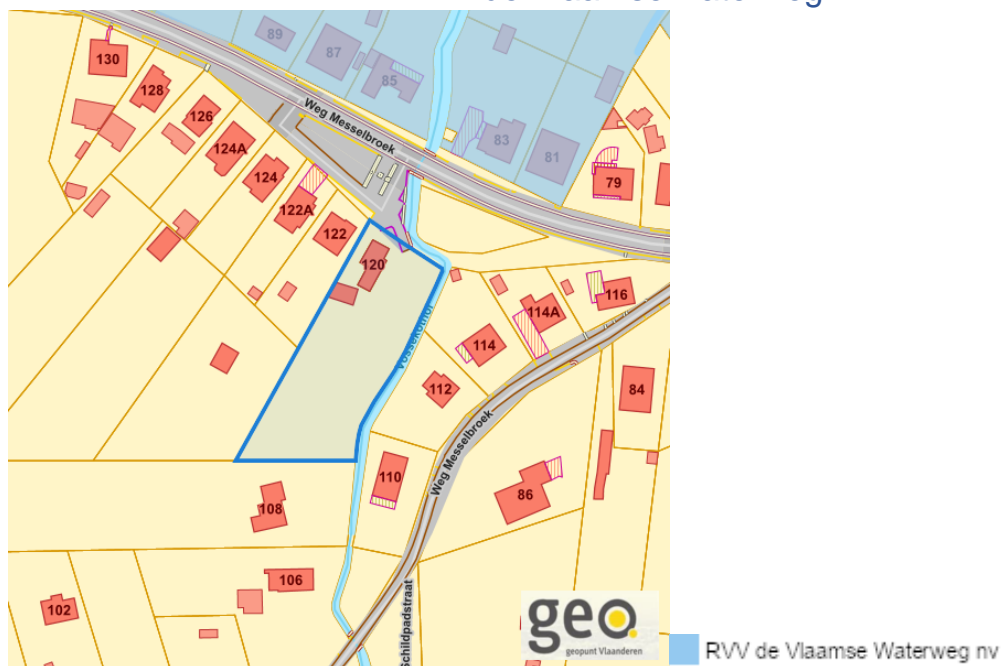 89
87
85
130
128
126
124A
124
122A
122
120
Weg Messelbroek
83
81
79
116
114A
114
112
84
110
86
108
106
102
Weg Messelbroek
Schildpadstraat
geo
geopunt Vlaanderen
RVV de Vlaamse Waterweg nv